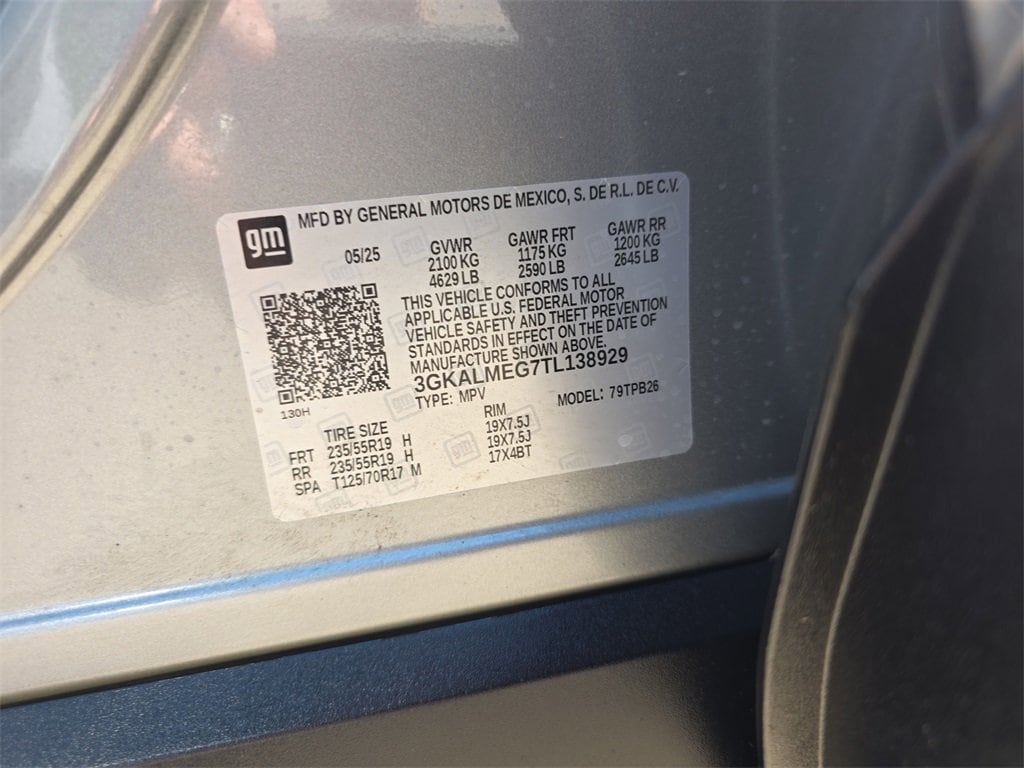 gm
MFD BY GENERAL MOTORS DE MEXICO, S. DE R.L. DE C.V.
05/25 GVWR GAWR FRT GAWR RR
2100 KG 1175 KG 1200 KG
4629 LB 2590 LB 2645 LB
THIS VEHICLE CONFORMS TO ALL
APPLICABLE U.S. FEDERAL MOTOR
VEHICLE SAFETY AND THEFT PREVENTION
STANDARDS IN EFFECT ON THE DATE OF
MANUFACTURE SHOWN ABOVE.
3GKALMEG7TL138929
TYPE: MPV MODEL: 79TPB26
130H
TIRE SIZE RIM
FRT 235/55R19 H 19X7.5J
RR 235/55R19 H 19X7.5J
SPA T125/70R17 M 17X4BT